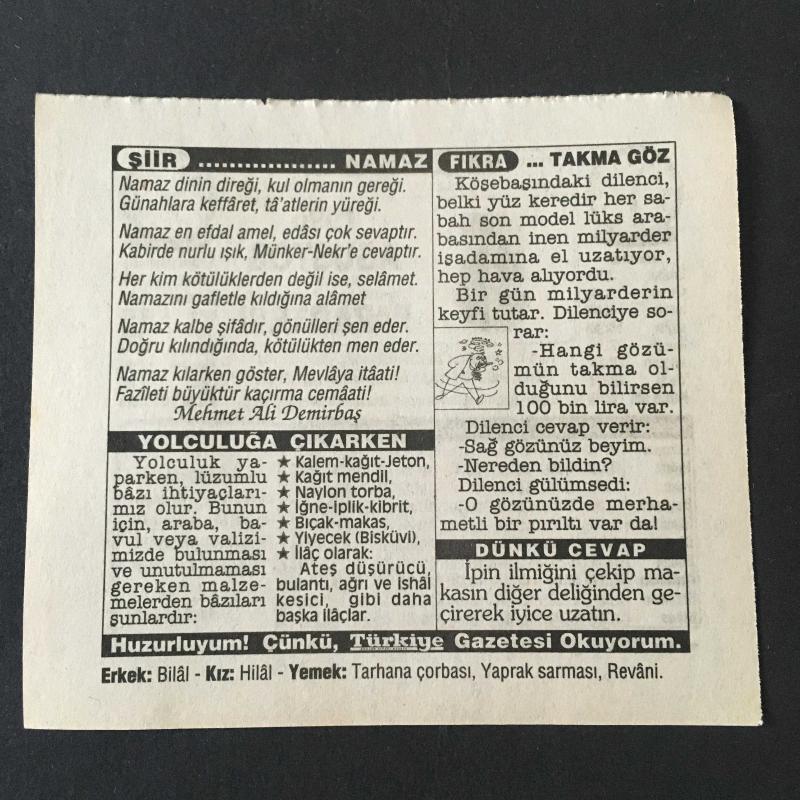 ŞİİR .................. NAMAZ
Namaz dinin direği, kul olmanın gereği.
Günahlara keffâret, tâ'atlerin yüreği.
Namaz en efdal amel, edâsı çok sevaptır.
Kabirde nurlu ışık, Münker-Nekr'e cevaptır.
Her kim kötülüklerden değil ise, selâmet.
Namazını gafletle kıldığına alâmet
Namaz kalbe şifâdır, gönülleri şen eder.
Doğru kılındığında, kötülükten men eder.
Namaz kılarken göster, Mevlâya itâati!
Fazîleti büyüktür kaçırma cemâati!
Mehmet Ali Demirbaş
YOLCULUĞA ÇIKARKEN
Yolculuk ya-
parken, lüzumlu
bâzı ihtiyaçları-
mız olur. Bunun
için, araba, ba-
vul veya valizi-
mizde bulunması
ve unutulmaması
gereken malze-
melerden bâzıları
şunlardır:
★ Kalem-kağıt-Jeton,
★ Kağıt mendil,
★ Naylon torba,
★ İğne-iplik-kibrit,
★ Bıçak-makas,
★ Yiyecek (Bisküvi),
★ İlâç olarak:
Ateş düşürücü,
bulantı, ağrı ve ishâl
kesici, gibi daha
başka ilâçlar.
FIKRA ... TAKMA GÖZ
Köşebaşındaki dilenci,
belki yüz keredir her sa-
bah son model lüks ara-
basından inen milyarder
işadamına el uzatıyor,
hep hava alıyordu.
Bir gün milyarderin
keyfi tutar. Dilenciye so-
rar:
-Hangi gözü-
mün takma ol-
duğunu bilirsen
100 bin lira var.
Dilenci cevap verir:
-Sağ gözünüz beyim.
-Nereden bildin?
Dilenci gülümsedi:
-O gözünüzde merha-
metli bir pırıltı var da!
DÜNKÜ CEVAP
İpin ilmiğini çekip ma-
kasın diğer deliğinden ge-
çirerek iyice uzatın.
Huzurluyum! Çünkü, Türkiye Gazetesi Okuyorum.
Erkek: Bilâl - Kız: Hilâl - Yemek: Tarhana çorbası, Yaprak sarması, Revâni.